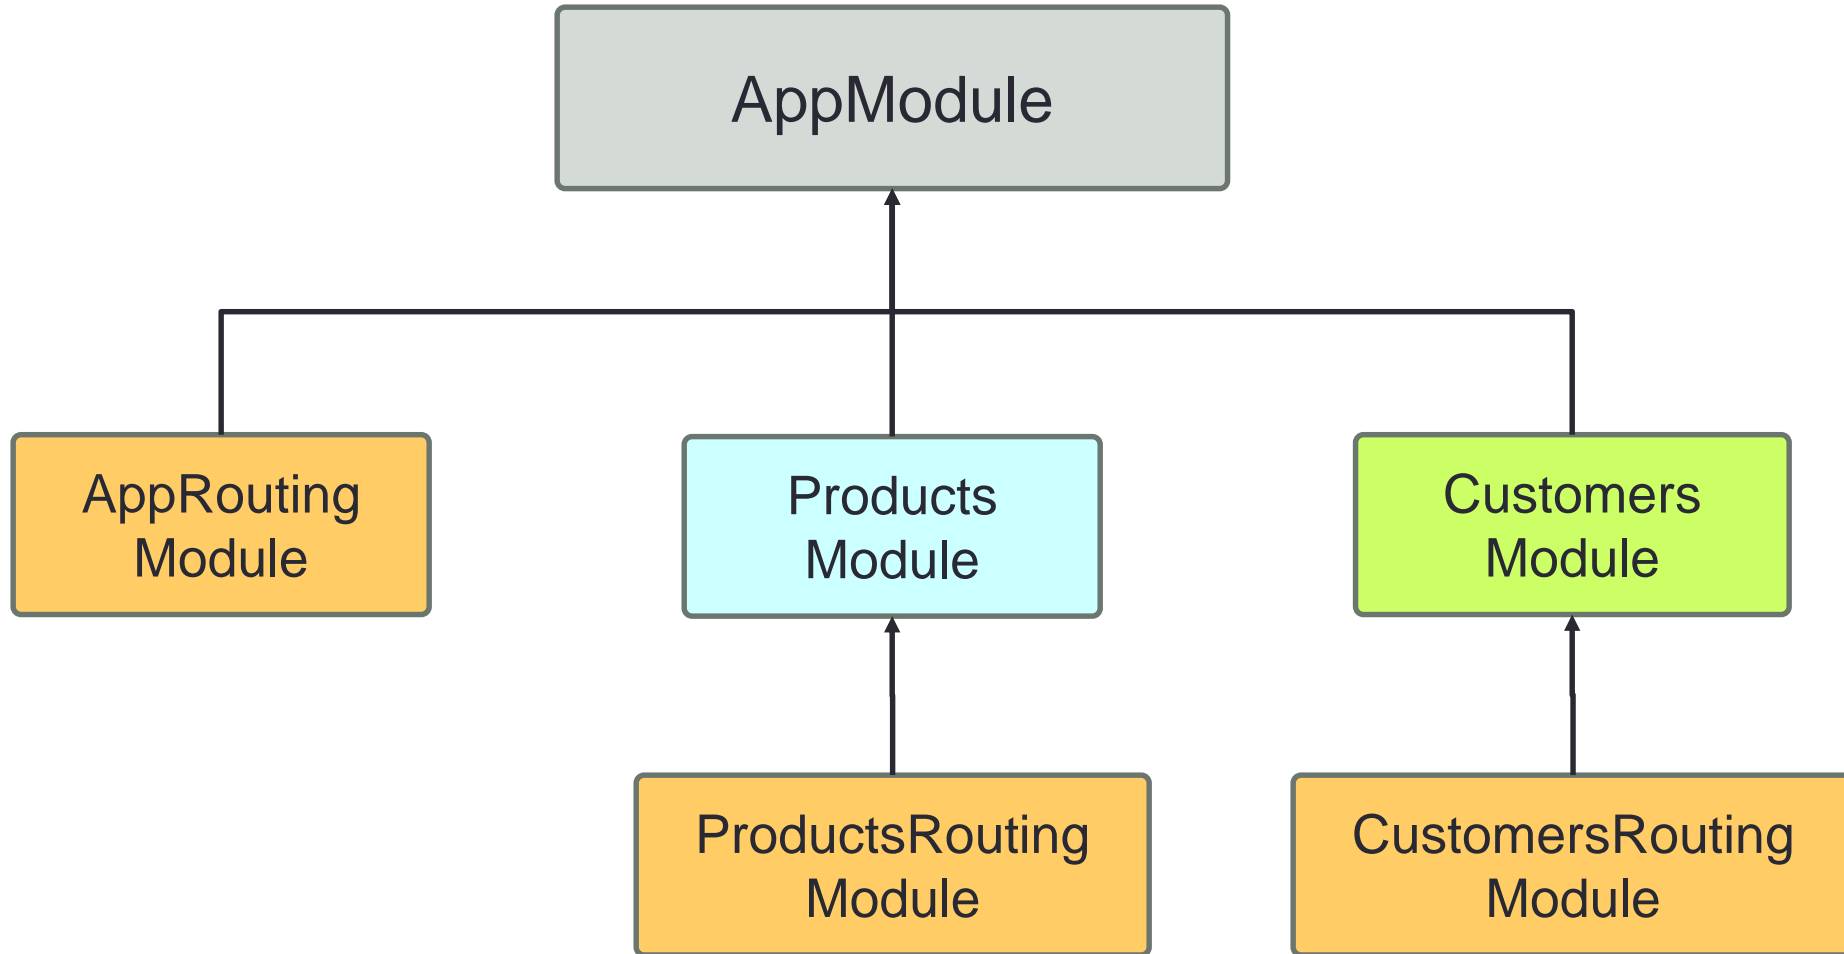 AppModule
AppRouting
Module
Products
Module
Customers
Module
ProductsRouting
Module
CustomersRouting
Module